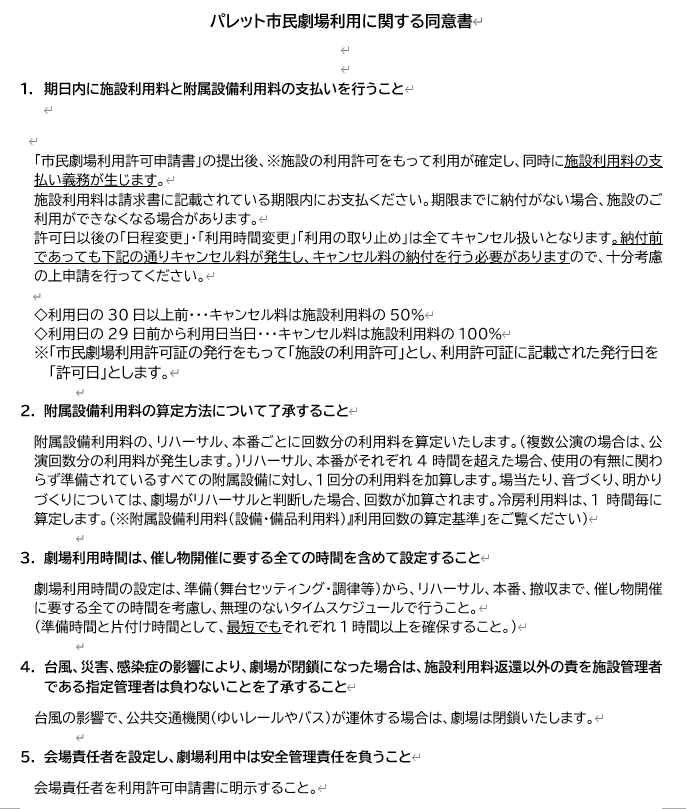 パレット市民劇場利用に関する同意書↵
↵
↵
1. 期日内に施設利用料と附属設備利用料の支払いを行うこと↵
↵
↵
「市民劇場利用許可申請書」の提出後、※施設の利用許可をもって利用が確定し、同時に施設利用料の支
払い義務が生じます。↵
施設利用料は請求書に記載されている期限内にお支払ください。期限までに納付がない場合、施設のご
利用ができなくなる場合があります。↵
許可日以後の「日程変更」・「利用時間変更」「利用の取り止め」は全てキャンセル扱いとなります。納付前
であっても下記の通りキャンセル料が発生し、キャンセル料の納付を行う必要がありますので、十分考慮
の上申請を行ってください。↵
↵
◇利用日の 30 日以上前・・・キャンセル料は施設利用料の 50%↵
◇利用日の 29 日前から利用日当日・・・キャンセル料は施設利用料の 100%↵
※「市民劇場利用許可証の発行をもって「施設の利用許可」とし、利用許可証に記載された発行日を
「許可日」とします。↵
↵
2. 附属設備利用料の算定方法について了承すること↵
附属設備利用料の、リハーサル、本番ごとに回数分の利用料を算定いたします。（複数公演の場合は、公
演回数分の利用料が発生します。）リハーサル、本番がそれぞれ 4 時間を超えた場合、使用の有無に関わ
らず準備されているすべての附属設備に対し、1回分の利用料を加算します。場当たり、音づくり、明かり
づくりについては、劇場がリハーサルと判断した場合、回数が加算されます。冷房利用料は、1 時間毎に
算定します。（※附属設備利用料（設備・備品利用料）』利用回数の算定基準」をご覧ください）↵
↵
3. 劇場利用時間は、催し物開催に要する全ての時間を含めて設定すること↵
劇場利用時間の設定は、準備（舞台セッティング・調律等）から、リハーサル、本番、撤収まで、催し物開催
に要する全ての時間を考慮し、無理のないタイムスケジュールで行うこと。↵
（準備時間と片付け時間として、最短でもそれぞれ 1 時間以上を確保すること。）↵
↵
4. 台風、災害、感染症の影響により、劇場が閉鎖になった場合は、施設利用料返還以外の責を施設管理者
である指定管理者は負わないことを了承すること↵
台風の影響で、公共交通機関（ゆいレールやバス）が運休する場合は、劇場は閉鎖いたします。↵
↵
5. 会場責任者を設定し、劇場利用中は安全管理責任を負うこと↵
会場責任者を利用許可申請書に明示すること。↵